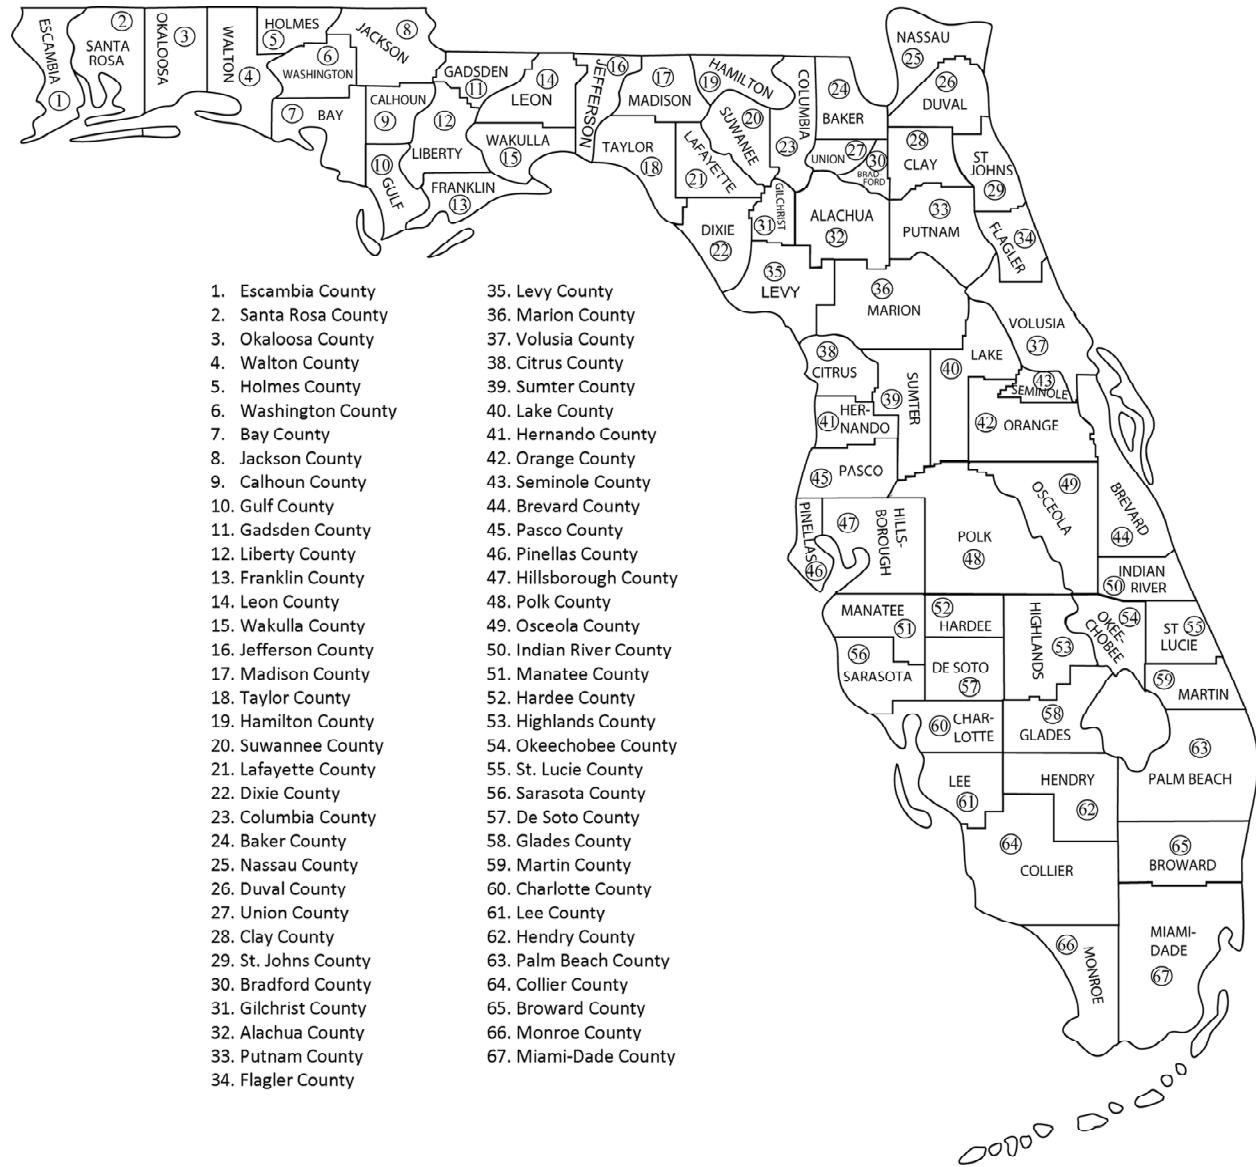 ESCAMBIA
1
2
SANTA
ROSA
OKALOOSA
3
WALTON
4
HOLMES
5
6
WASHINGTON
7
BAY
JACKSON
8
CALHOUN
9
10
GULF
GADSDEN
11
12
LIBERTY
FRANKLIN
13
14
LEON
WAKULLA
15
JEFFERSON
16
17
MADISON
TAYLOR
18
HAMILTON
19
SUWANEE
20
LAFAYETTE
21
DIXIE
22
COLUMBIA
23
24
BAKER
NASSAU
25
26
DUVAL
UNION
27
28
CLAY
ST
JOHNS
29
30
BRAD
FORD
GILCHRIST
31
ALACHUA
32
33
PUTNAM
FLAGLER
34
35
LEVY
36
MARION
VOLUSIA
37
38
CITRUS
SUMTER
39
LAKE
40
41
HER-
NANDO
42
ORANGE
43
SEMINOLE
BREVARD
44
45
PASCO
PINELLAS
46
47
HILLS-
BOROUGH
POLK
48
49
OSCEOLA
INDIAN
RIVER
50
MANATEE
51
52
HARDEE
HIGHLANDS
53
54
OKEE-
CHOBEE
ST
LUCIE
55
56
SARASOTA
DE SOTO
57
58
GLADES
59
MARTIN
60
CHAR-
LOTTE
LEE
61
HENDRY
62
63
PALM BEACH
64
COLLIER
65
BROWARD
66
MONROE
MIAMI-
DADE
67
1. Escambia County
2. Santa Rosa County
3. Okaloosa County
4. Walton County
5. Holmes County
6. Washington County
7. Bay County
8. Jackson County
9. Calhoun County
10. Gulf County
11. Gadsden County
12. Liberty County
13. Franklin County
14. Leon County
15. Wakulla County
16. Jefferson County
17. Madison County
18. Taylor County
19. Hamilton County
20. Suwannee County
21. Lafayette County
22. Dixie County
23. Columbia County
24. Baker County
25. Nassau County
26. Duval County
27. Union County
28. Clay County
29. St. Johns County
30. Bradford County
31. Gilchrist County
32. Alachua County
33. Putnam County
34. Flagler County
35. Levy County
36. Marion County
37. Volusia County
38. Citrus County
39. Sumter County
40. Lake County
41. Hernando County
42. Orange County
43. Seminole County
44. Brevard County
45. Pasco County
46. Pinellas County
47. Hillsborough County
48. Polk County
49. Osceola County
50. Indian River County
51. Manatee County
52. Hardee County
53. Highlands County
54. Okeechobee County
55. St. Lucie County
56. Sarasota County
57. De Soto County
58. Glades County
59. Martin County
60. Charlotte County
61. Lee County
62. Hendry County
63. Palm Beach County
64. Collier County
65. Broward County
66. Monroe County
67. Miami-Dade County